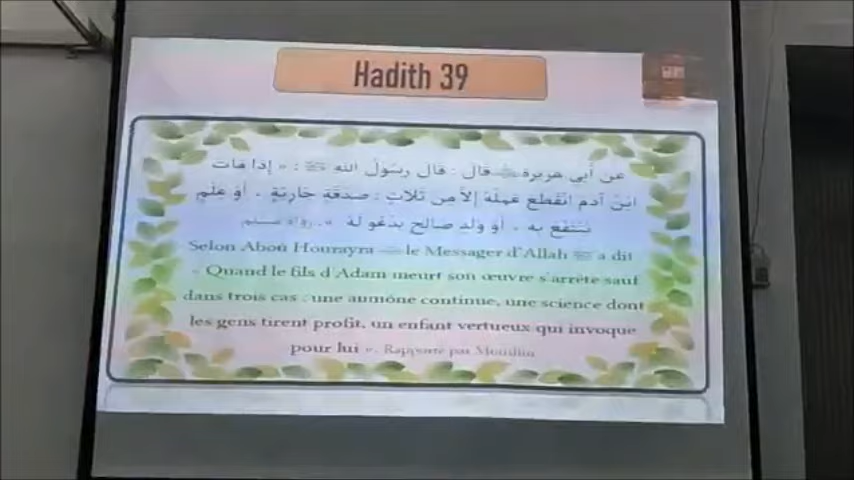 Hadith 39
عن أبي هريرة ﷺ قال : قال رسول الله ﷺ : « إذا مات
ابن آدم انقطع عمله إلا من ثلاث : صدقة جارية ، أو علم
ينتفع به ، أو ولد صالح يدعو له » . رواه مسلم
Selon Abou Hourayra le Messager d'Allah ﷺ a dit
« Quand le fils d'Adam meurt son œuvre s'arrête sauf
dans trois cas : une aumône continue, une science dont
les gens tirent profit, un enfant vertueux qui invoque
pour lui ». Rapporté par Mouslim